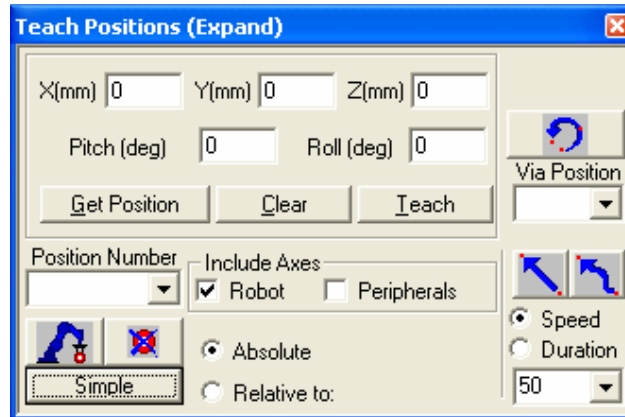 Teach Positions (Expand)
X(mm) 0 Y(mm) 0 Z(mm) 0
Pitch (deg) 0 Roll (deg) 0
Get Position Clear Teach
Via Position
Position Number
Include Axes
Robot Peripherals
Speed
Absolute
Duration
Simple
Relative to:
50